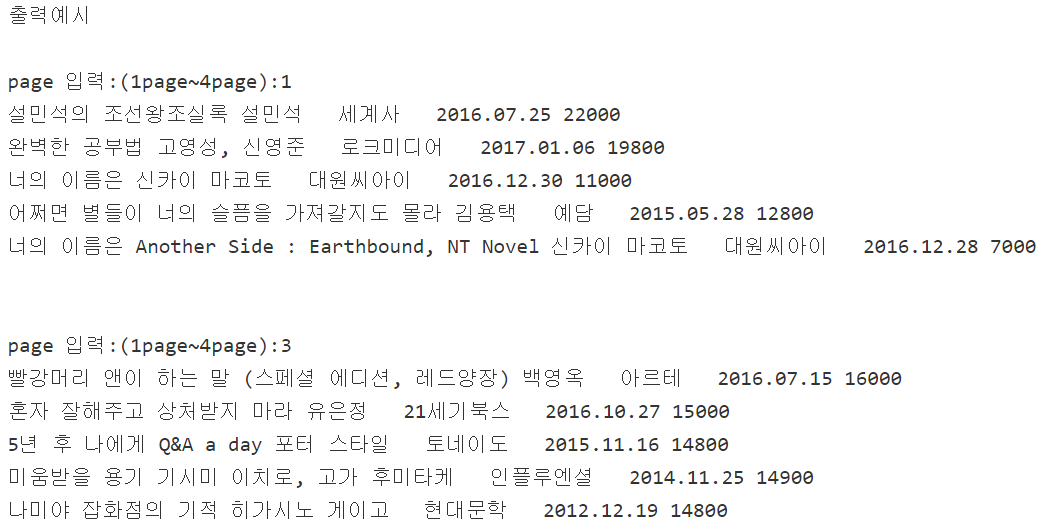 출력예시
page 입력:(1page~4page):1
설민석의 조선왕조실록 설민석   세계사   2016.07.25 22000
완벽한 공부법 고영성, 신영준   로크미디어   2017.01.06 19800
너의 이름은 신카이 마코토   대원씨아이   2016.12.30 11000
어쩌면 별들이 너의 슬픔을 가져갈지도 몰라 김용택   예담   2015.05.28 12800
너의 이름은 Another Side : Earthbound, NT Novel 신카이 마코토   대원씨아이   2016.12.28 7000
page 입력:(1page~4page):3
빨강머리 앤이 하는 말 (스페셜 에디션, 레드양장) 백영옥   아르테   2016.07.15 16000
혼자 잘해주고 상처받지 마라 유은정   21세기북스   2016.10.27 15000
5년 후 나에게 Q&A a day 포터 스타일   토네이도   2015.11.16 14800
미움받을 용기 기시미 이치로, 고가 후미타케   인플루엔셜   2014.11.25 14900
나미야 잡화점의 기적 히가시노 게이고   현대문학   2012.12.19 14800